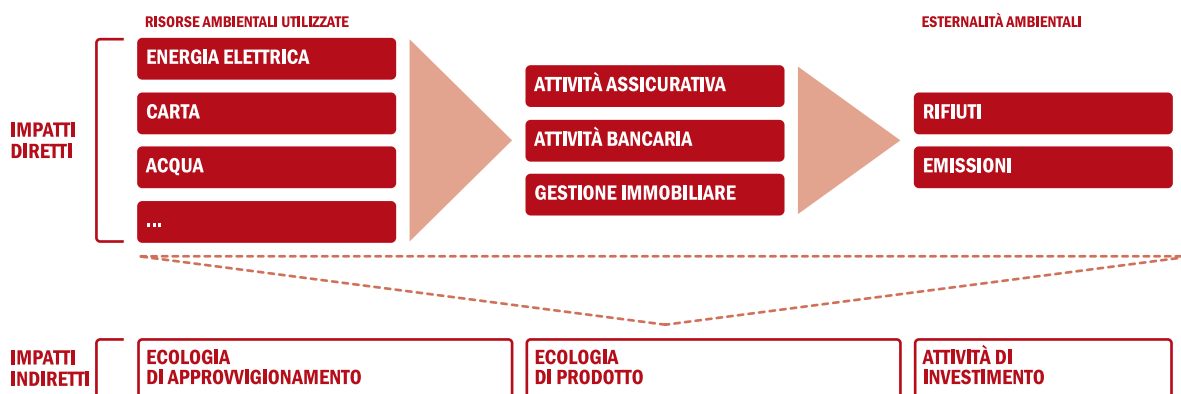 RISORSE AMBIENTALI UTILIZZATE
ESTERNALITÀ AMBIENTALI
IMPATTI
DIRETTI
ENERGIA ELETTRICA
CARTA
ACQUA
...
ATTIVITÀ ASSICURATIVA
ATTIVITÀ BANCARIA
GESTIONE IMMOBILIARE
RIFIUTI
EMISSIONI
IMPATTI
INDIRETTI
ECOLOGIA
DI APPROVVIGIONAMENTO
ECOLOGIA
DI PRODOTTO
ATTIVITÀ DI
INVESTIMENTO